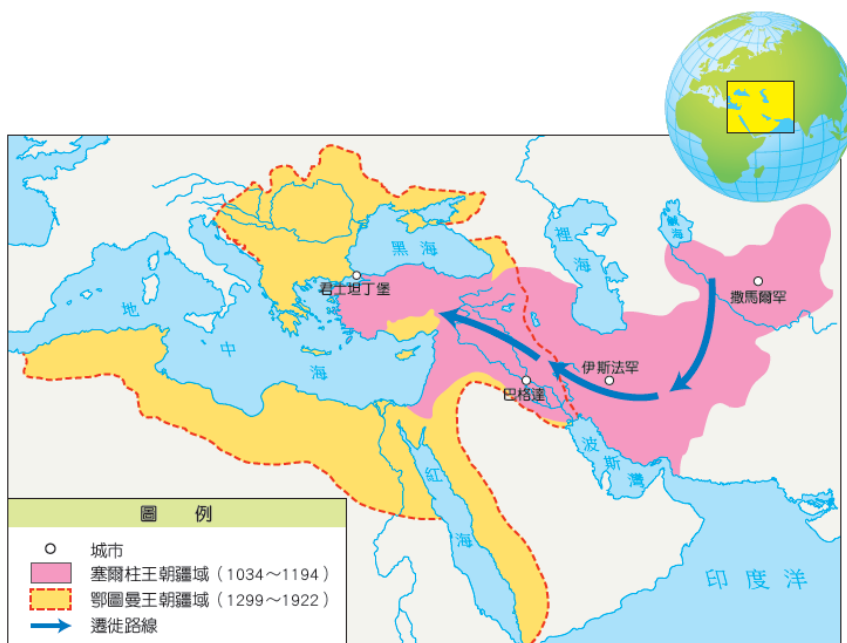 鹹海
黑海
裡海
君士坦丁堡
撒馬爾罕
地中海
伊斯法罕
巴格達
波斯灣
紅海
印度洋
圖 例
城市
塞爾柱王朝疆域（1034～1194）
鄂圖曼王朝疆域（1299～1922）
遷徙路線